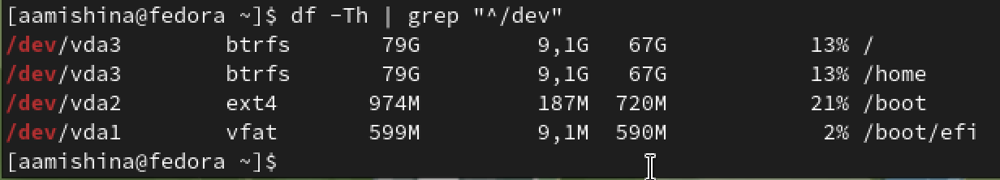 [aamishina@fedora ~]$ df -Th | grep "^/dev"
/dev/vda3 btrfs 79G 9,1G 67G 13% /
/dev/vda3 btrfs 79G 9,1G 67G 13% /home
/dev/vda2 ext4 974M 187M 720M 21% /boot
/dev/vda1 vfat 599M 9,1M 590M 2% /boot/efi
[aamishina@fedora ~]$